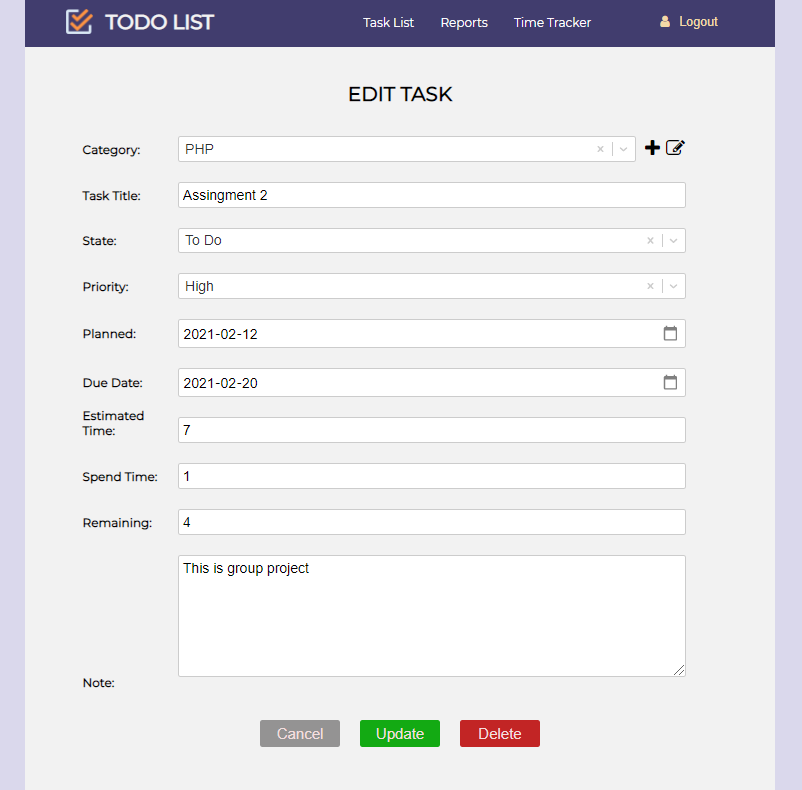 TODO LIST Task List Reports Time Tracker Logout
EDIT TASK
Category: PHP
Task Title: Assingment 2
State: To Do
Priority: High
Planned: 2021-02-12
Due Date: 2021-02-20
Estimated
Time: 7
Spend Time: 1
Remaining: 4
This is group project
Note:
Cancel Update Delete